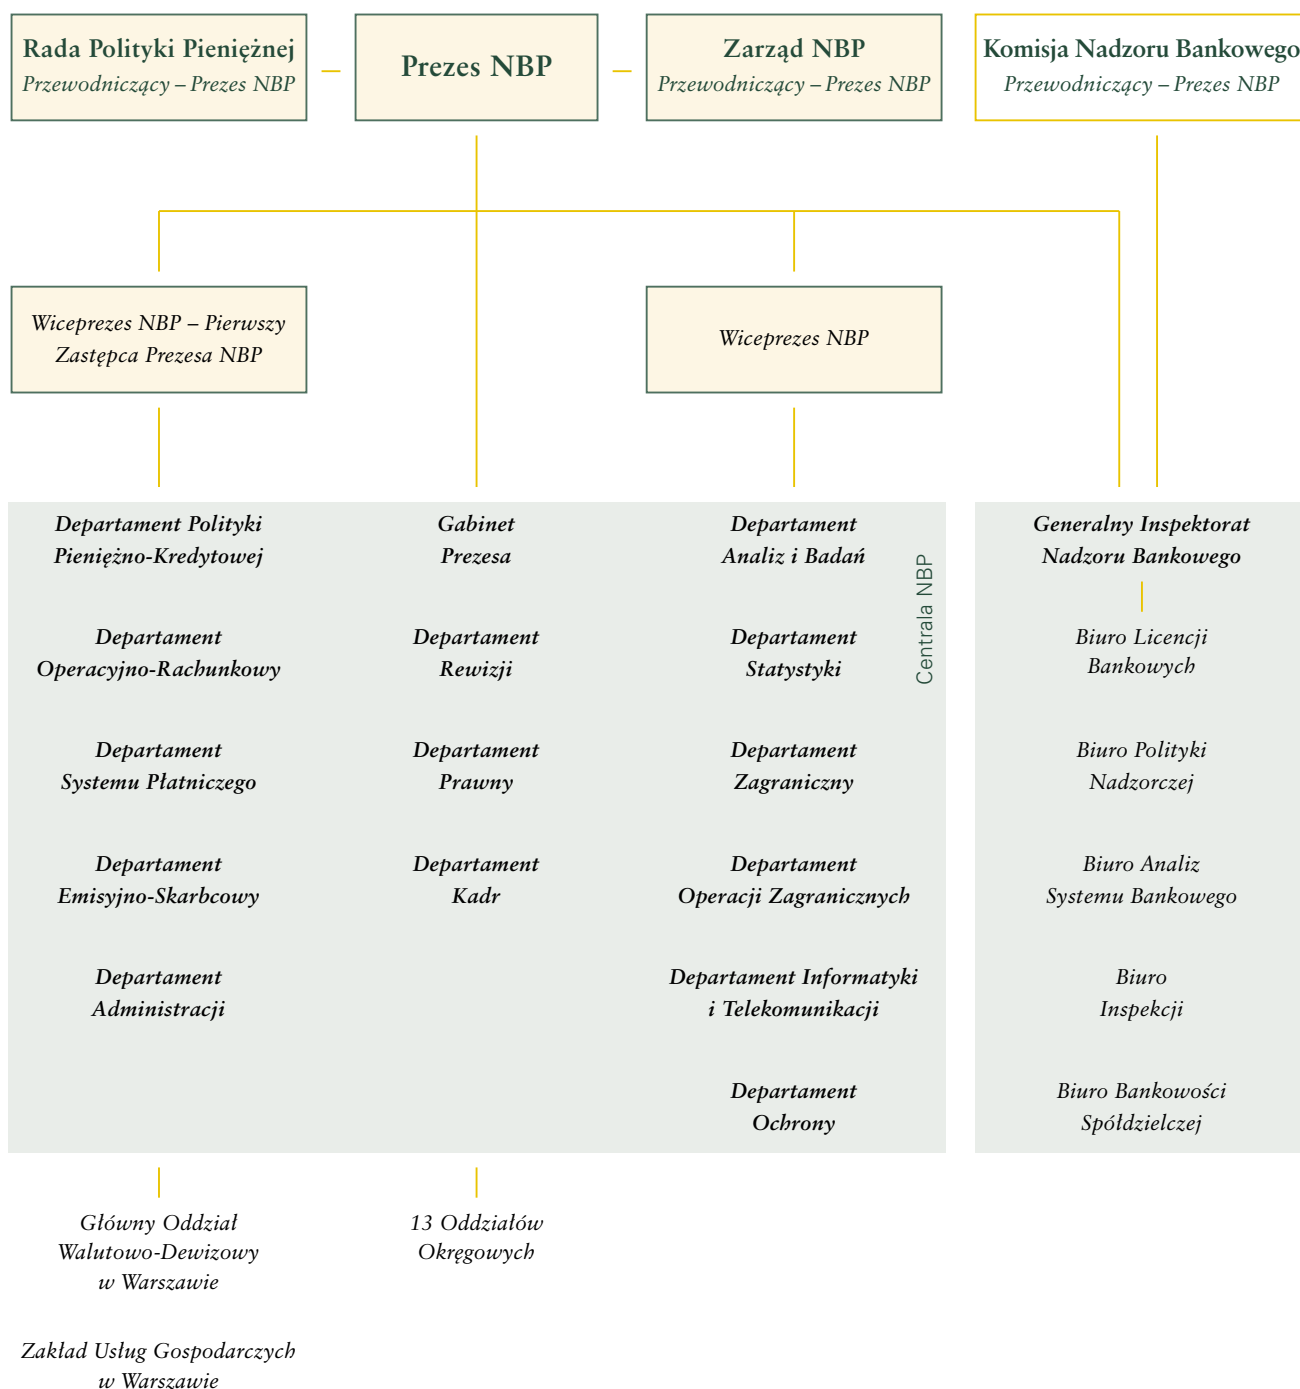 Rada Polityki Pieniężnej
Przewodniczący – Prezes NBP
Prezes NBP
Zarząd NBP
Przewodniczący – Prezes NBP
Komisja Nadzoru Bankowego
Przewodniczący – Prezes NBP
Wiceprezes NBP – Pierwszy
Zastępca Prezesa NBP
Wiceprezes NBP
Departament Polityki
Pieniężno-Kredytowej
Departament
Operacyjno-Rachunkowy
Departament
Systemu Płatniczego
Departament
Emisyjno-Skarbcowy
Departament
Administracji
Gabinet
Prezesa
Departament
Rewizji
Departament
Prawny
Departament
Kadr
Departament
Analiz i Badań
Departament
Statystyki
Departament
Zagraniczny
Departament
Operacji Zagranicznych
Departament Informatyki
i Telekomunikacji
Departament
Ochrony
Centrala NBP
Generalny Inspektorat
Nadzoru Bankowego
Biuro Licencji
Bankowych
Biuro Polityki
Nadzorczej
Biuro Analiz
Systemu Bankowego
Biuro
Inspekcji
Biuro Bankowości
Spółdzielczej
Główny Oddział
Walutowo-Dewizowy
w Warszawie
Zakład Usług Gospodarczych
w Warszawie
13 Oddziałów
Okręgowych